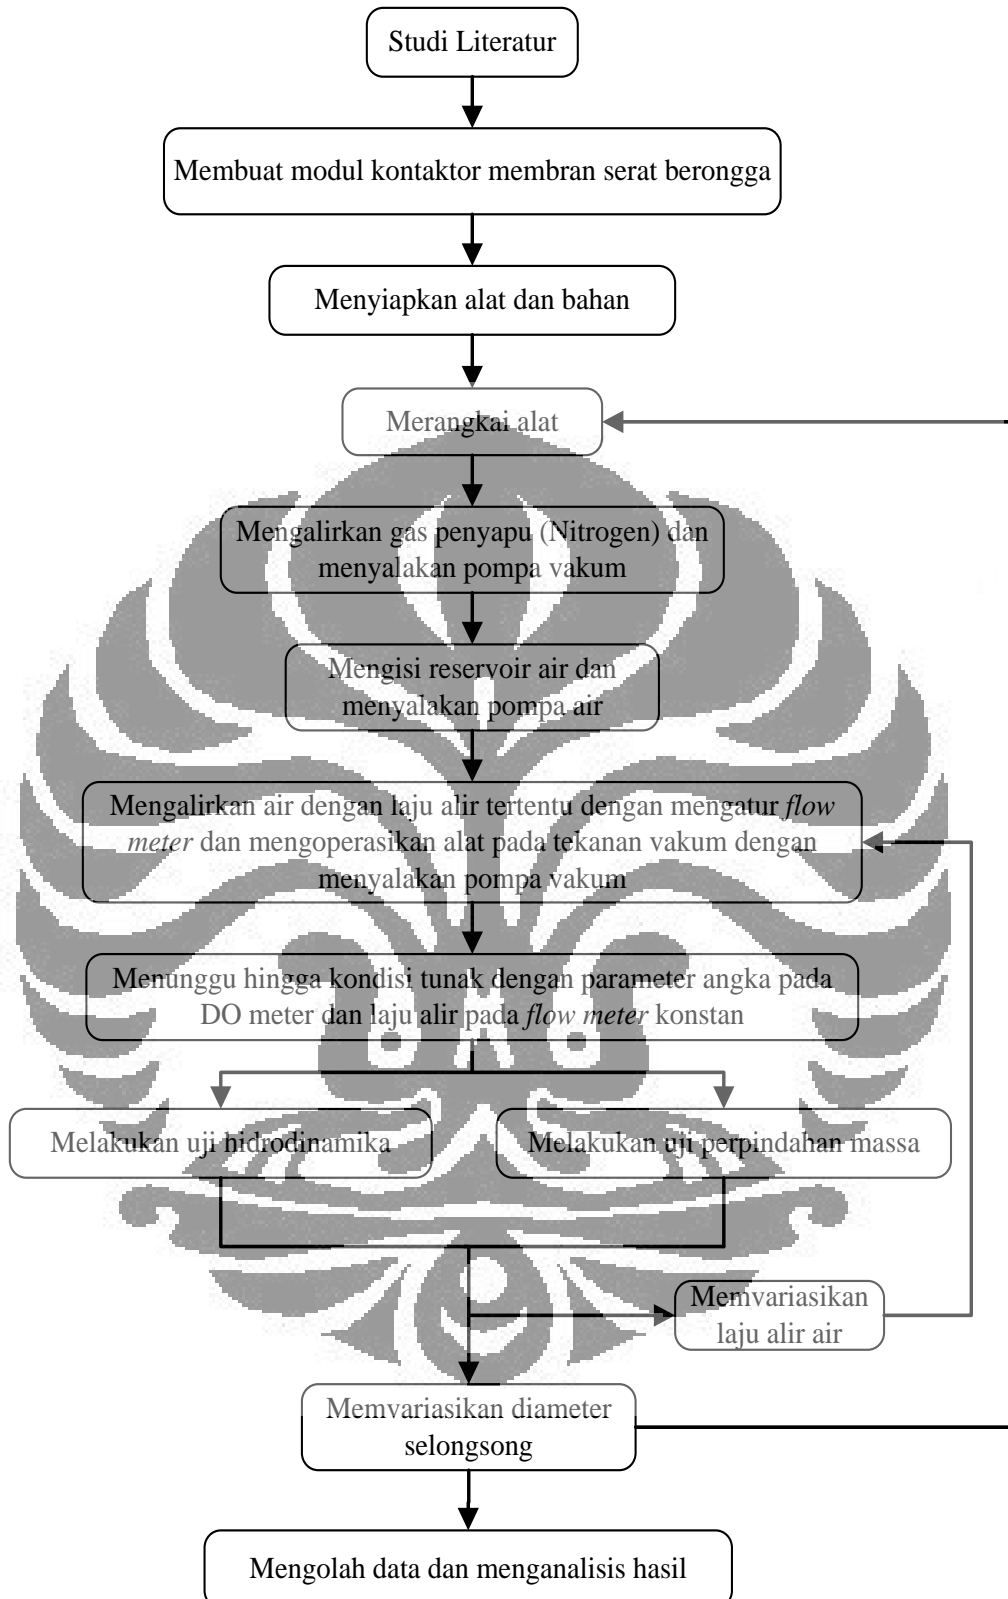 Studi Literatur
Membuat modul kontaktor membran serat berongga
Menyiapkan alat dan bahan
Merangkai alat
Mengalirkan gas penyapu (Nitrogen) dan
menyalakan pompa vakum
Mengisi reservoir air dan
menyalakan pompa air
Mengalirkan air dengan laju alir tertentu dengan mengatur flow
meter dan mengoperasikan alat pada tekanan vakum dengan
menyalakan pompa vakum
Menunggu hingga kondisi tunak dengan parameter angka pada
DO meter dan laju alir pada flow meter konstan
Melakukan uji hidrodinamika
Melakukan uji perpindahan massa
Memvariasikan
laju alir air
Memvariasikan diameter
selongsong
Mengolah data dan menganalisis hasil